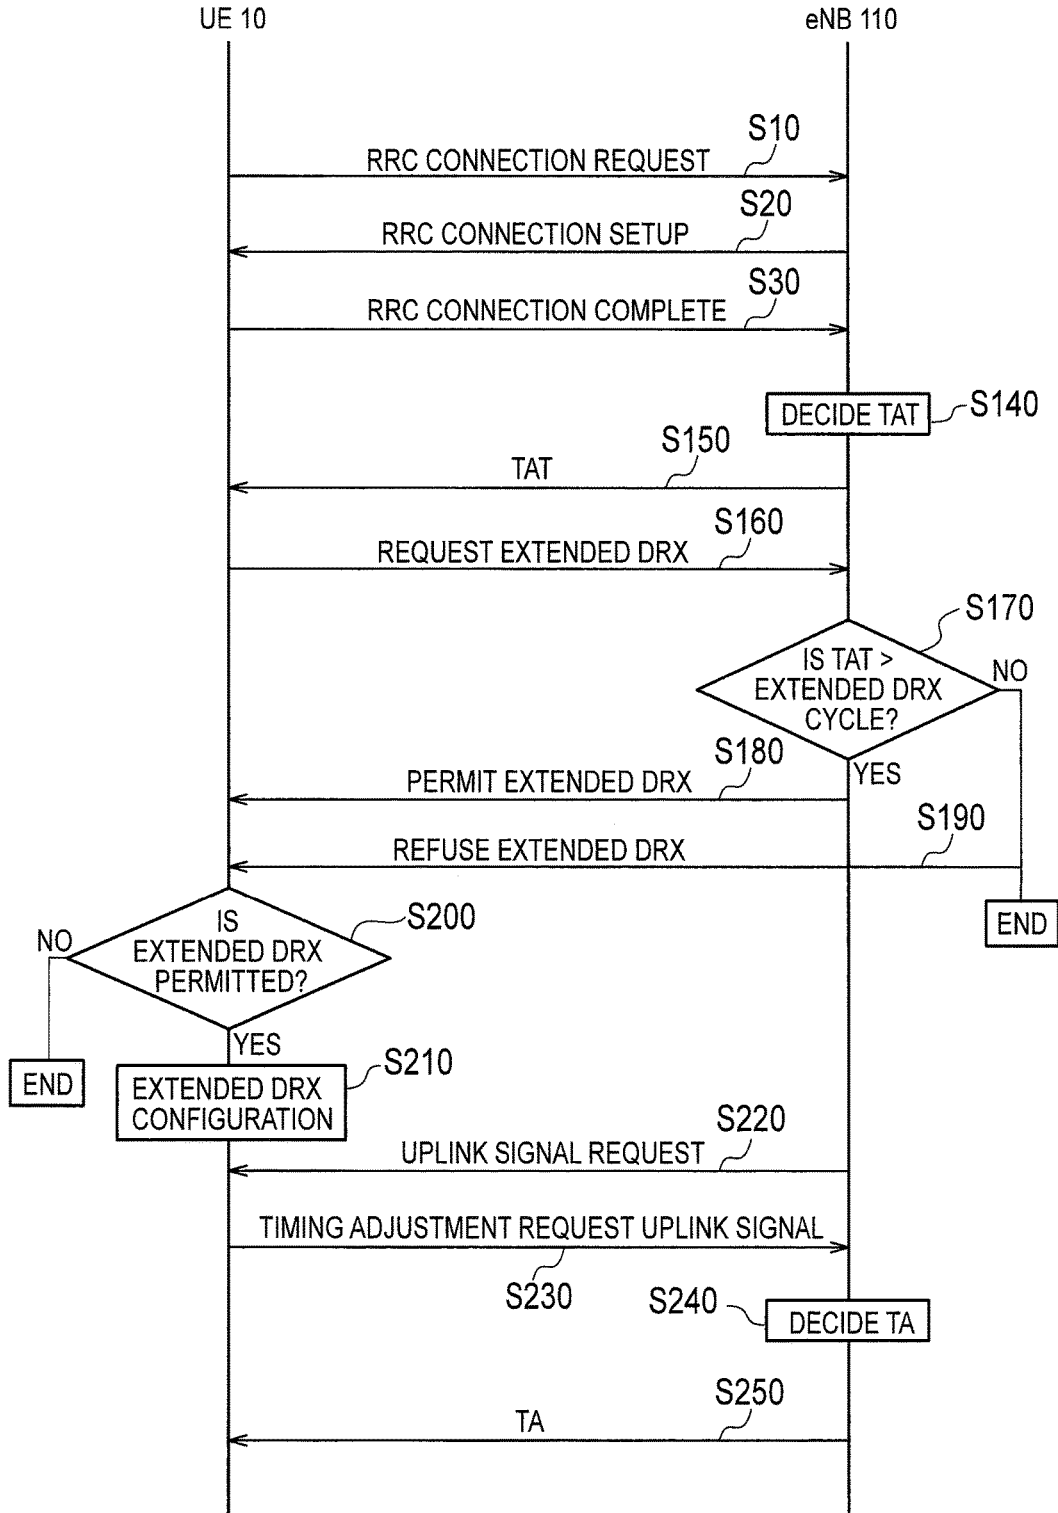 UE 10
eNB 110
S10
RRC CONNECTION REQUEST
S20
RRC CONNECTION SETUP
S30
RRC CONNECTION COMPLETE
DECIDE TAT
S140
S150
TAT
S160
REQUEST EXTENDED DRX
S170
IS TAT >
EXTENDED DRX
CYCLE?
NO
S180
YES
PERMIT EXTENDED DRX
S190
REFUSE EXTENDED DRX
END
S200
IS
EXTENDED DRX
PERMITTED?
NO
YES
END
S210
EXTENDED DRX
CONFIGURATION
S220
UPLINK SIGNAL REQUEST
TIMING ADJUSTMENT REQUEST UPLINK SIGNAL
S230
S240
DECIDE TA
S250
TA